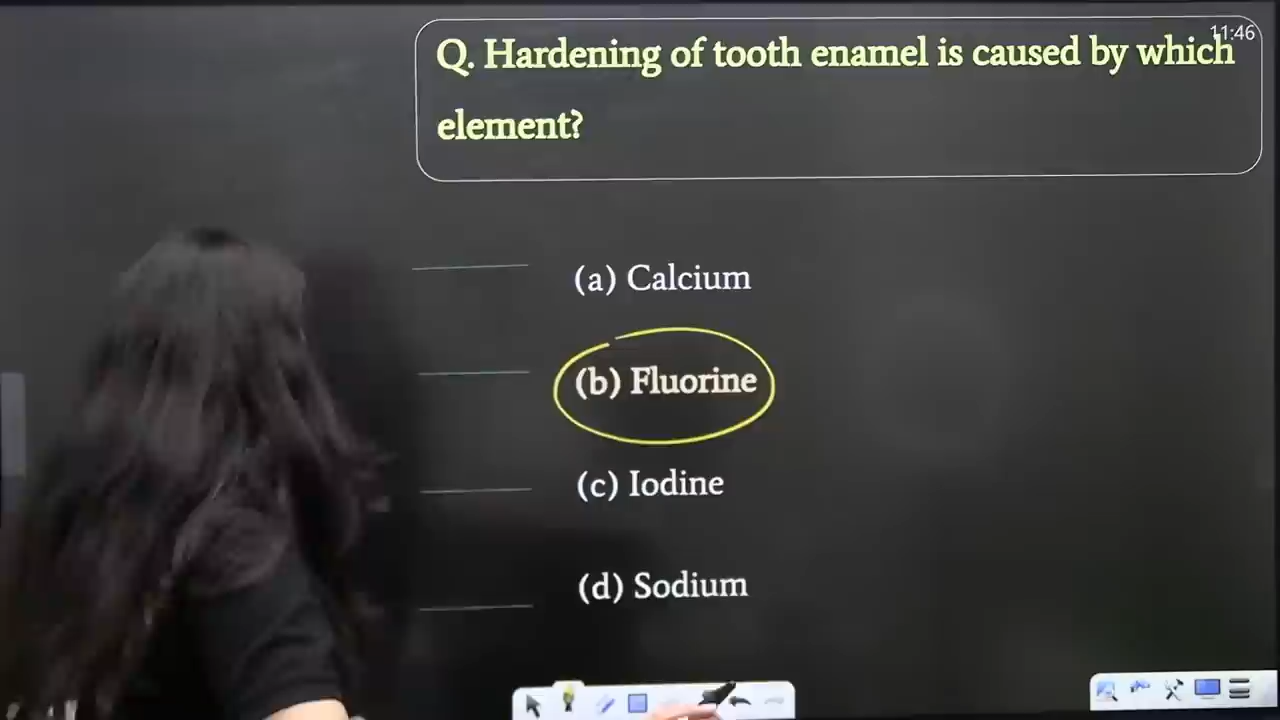 11:46
Q. Hardening of tooth enamel is caused by which
element?
(a) Calcium
(b) Fluorine
(c) Iodine
(d) Sodium